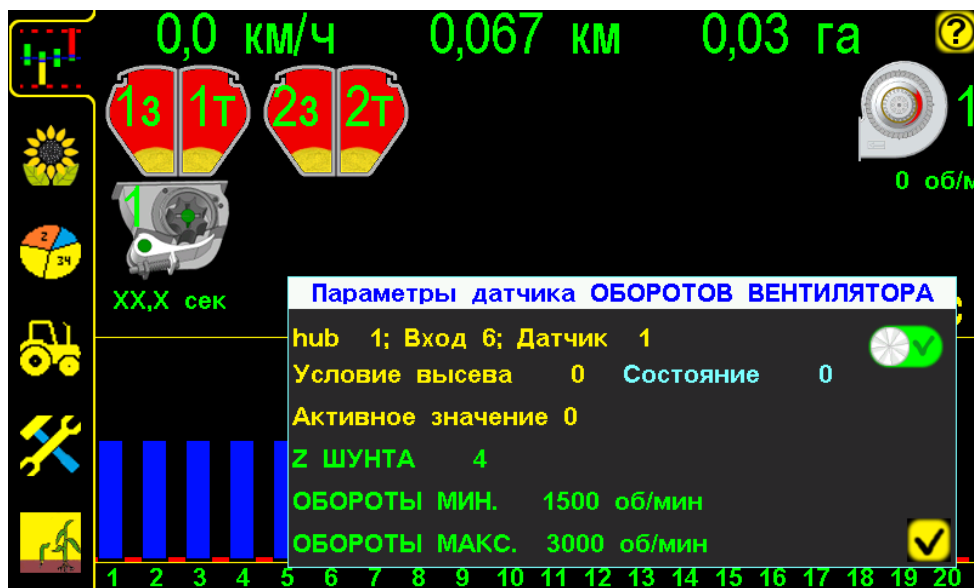 0,0 км/ч 0,067 км 0,03 га ?
1з 1т 2з 2т 1
0 об/м
1
XX,X сек
Z
34
Параметры датчика ОБОРОТОВ ВЕНТИЛЯТОРА
hub 1; Вход 6; Датчик 1
Условие высева 0 Состояние 0
Активное значение 0
Z ШУНТА 4
ОБОРОТЫ МИН. 1500 об/мин
ОБОРОТЫ МАКС. 3000 об/мин
1 2 3 4 5 6 7 8 9 10 11 12 13 14 15 16 17 18 19 20